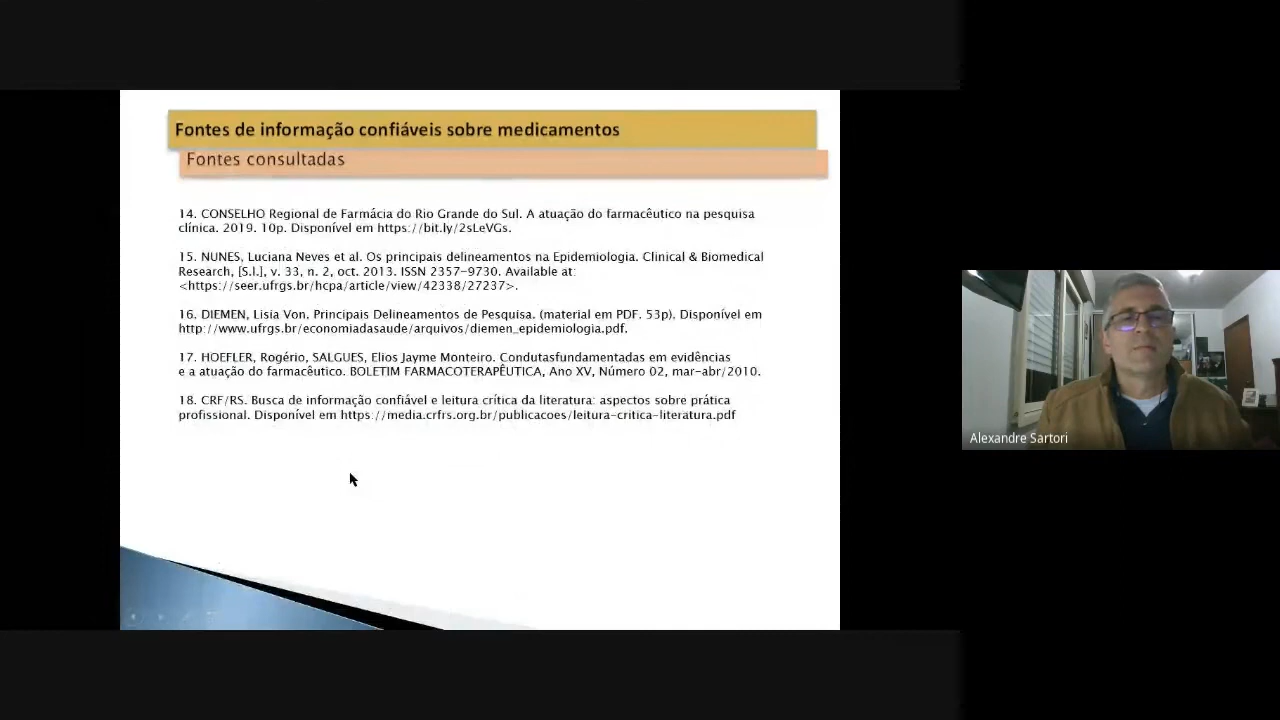 Fontes de informação confiáveis sobre medicamentos
Fontes consultadas
14. CONSELHO Regional de Farmácia do Rio Grande do Sul. A atuação do farmacêutico na pesquisa
clínica. 2019. 10p. Disponível em https://bit.ly/2sLeVGs.
15. NUNES, Luciana Neves et al. Os principais delineamentos na Epidemiologia. Clinical & Biomedical
Research, [S.l.], v. 33, n. 2, oct. 2013. ISSN 2357-9730. Available at:
<https://seer.ufrgs.br/hcpa/article/view/42338/27237>.
16. DIEMEN, Lisia Von. Principais Delineamentos de Pesquisa. (material em PDF. 53p). Disponível em
http://www.ufrgs.br/economiadasaude/arquivos/diemen_epidemiologia.pdf.
17. HOEFLER, Rogério, SALGUES, Elios Jayme Monteiro. Condutasfundamentadas em evidências
e a atuação do farmacêutico. BOLETIM FARMACOTERAPÊUTICA, Ano XV, Número 02, mar-abr/2010.
18. CRF/RS. Busca de informação confiável e leitura crítica da literatura: aspectos sobre prática
profissional. Disponível em https://media.crfrs.org.br/publicacoes/leitura-critica-literatura.pdf
Alexandre Sartori